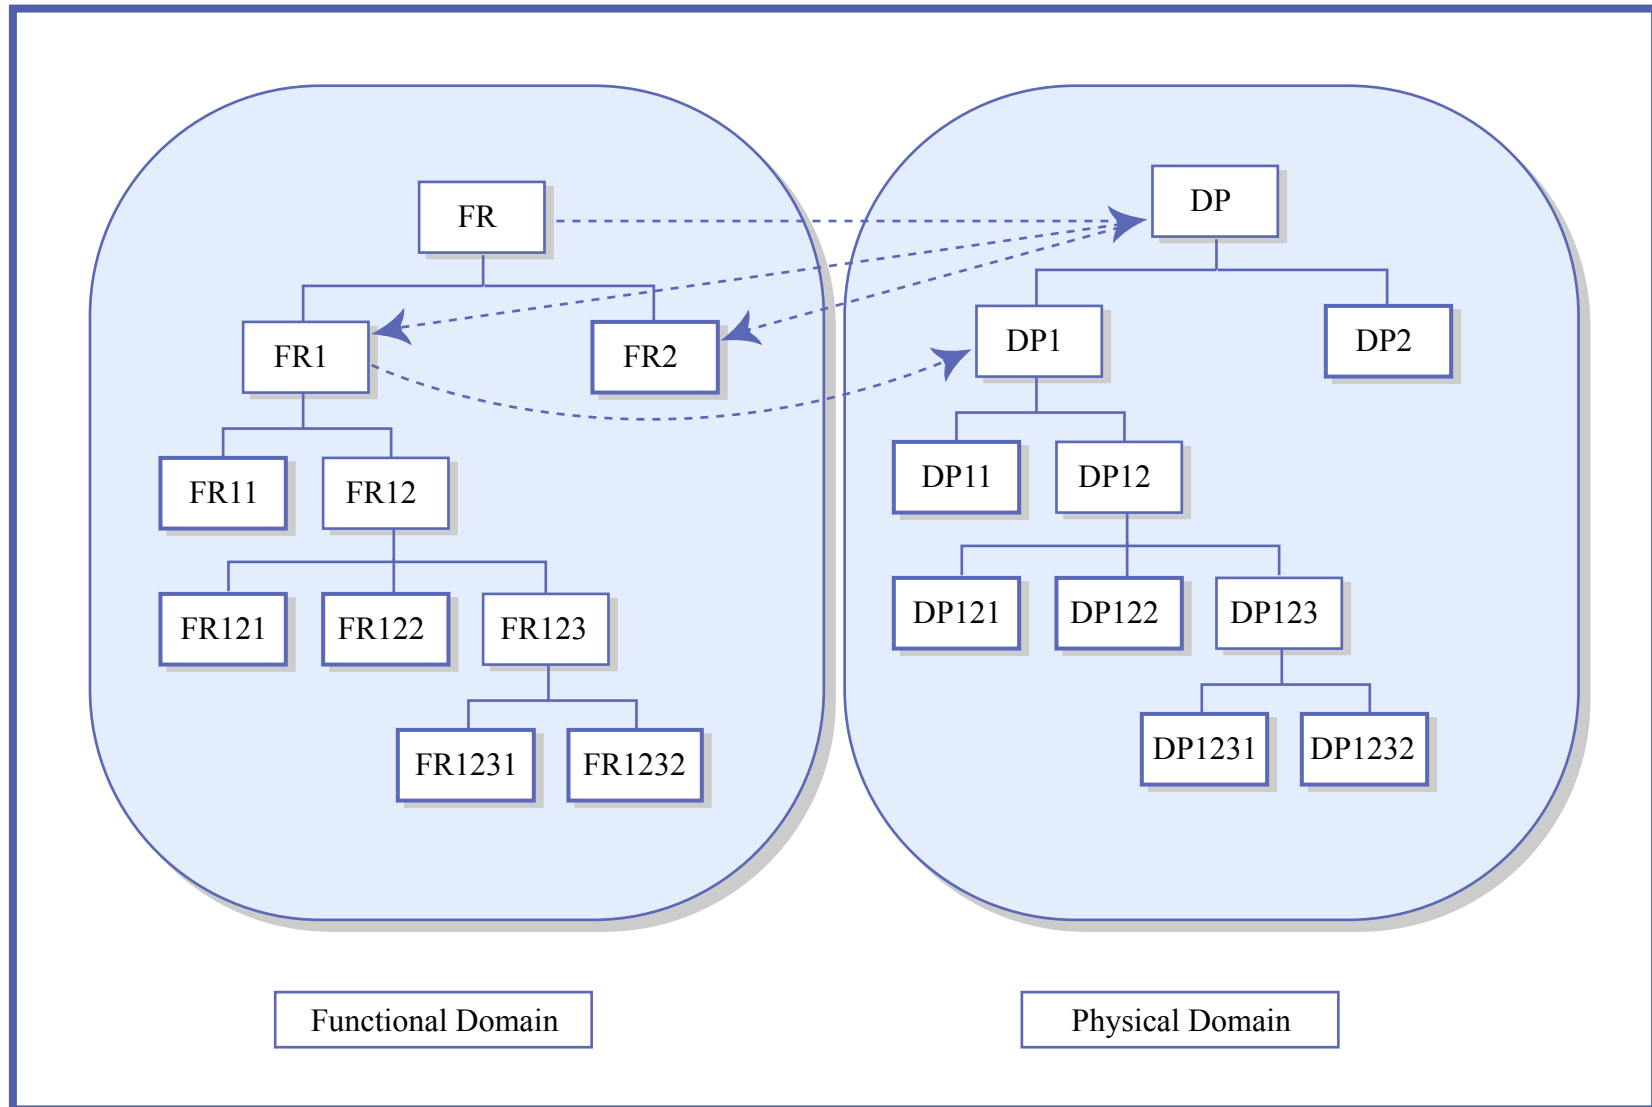 FR
DP
FR1
FR2
DP1
DP2
FR11
FR12
DP11
DP12
FR121
FR122
FR123
DP121
DP122
DP123
FR1231
FR1232
DP1231
DP1232
Functional Domain
Physical Domain